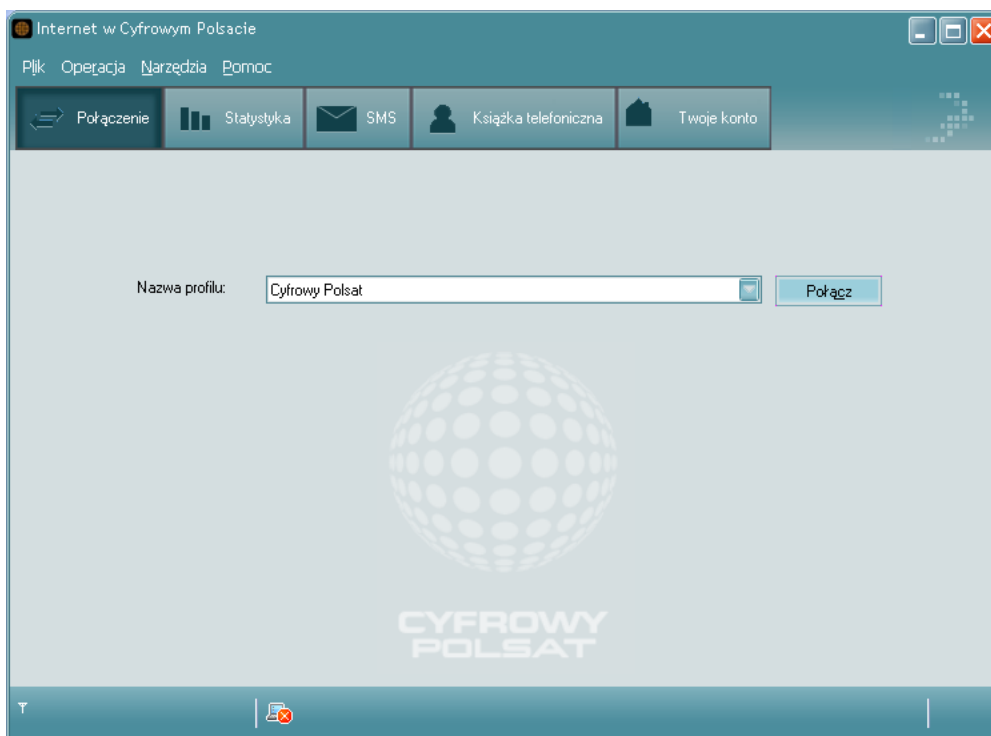 Internet w Cyfrowym Polsacie
Plik Operacja Narzędzia Pomoc
Połączenie Statystyka SMS Książka telefoniczna Twoje konto
Nazwa profilu: Cyfrowy Polsat Połącz
CYFROWY
POLSAT